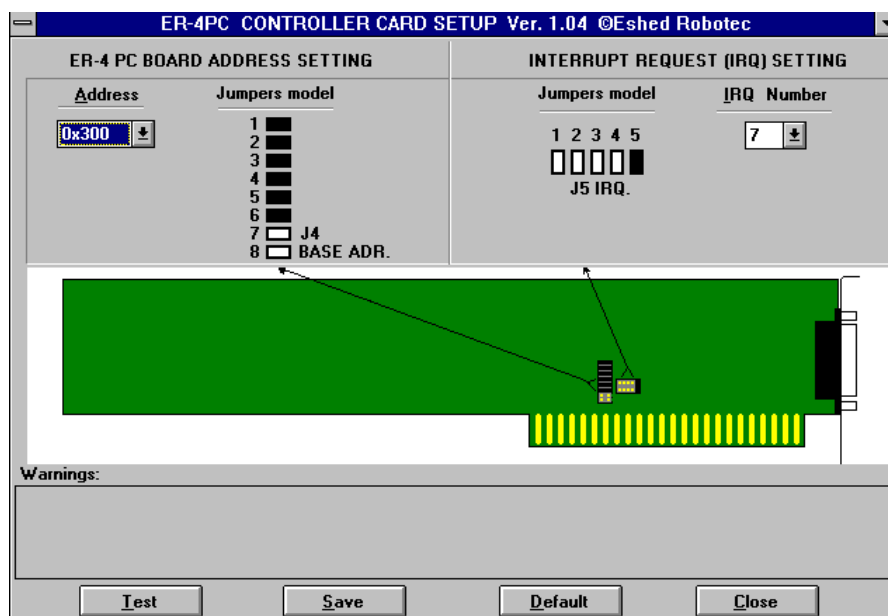 ER-4PC CONTROLLER CARD SETUP Ver. 1.04 ©Eshed Robotec
ER-4 PC BOARD ADDRESS SETTING
Address
Jumpers model
0x300
1
2
3
4
5
6
7 J4
8 BASE ADR.
INTERRUPT REQUEST (IRQ) SETTING
Jumpers model
IRQ Number
1 2 3 4 5
7
J5 IRQ.
Warnings:
Test Save Default Close